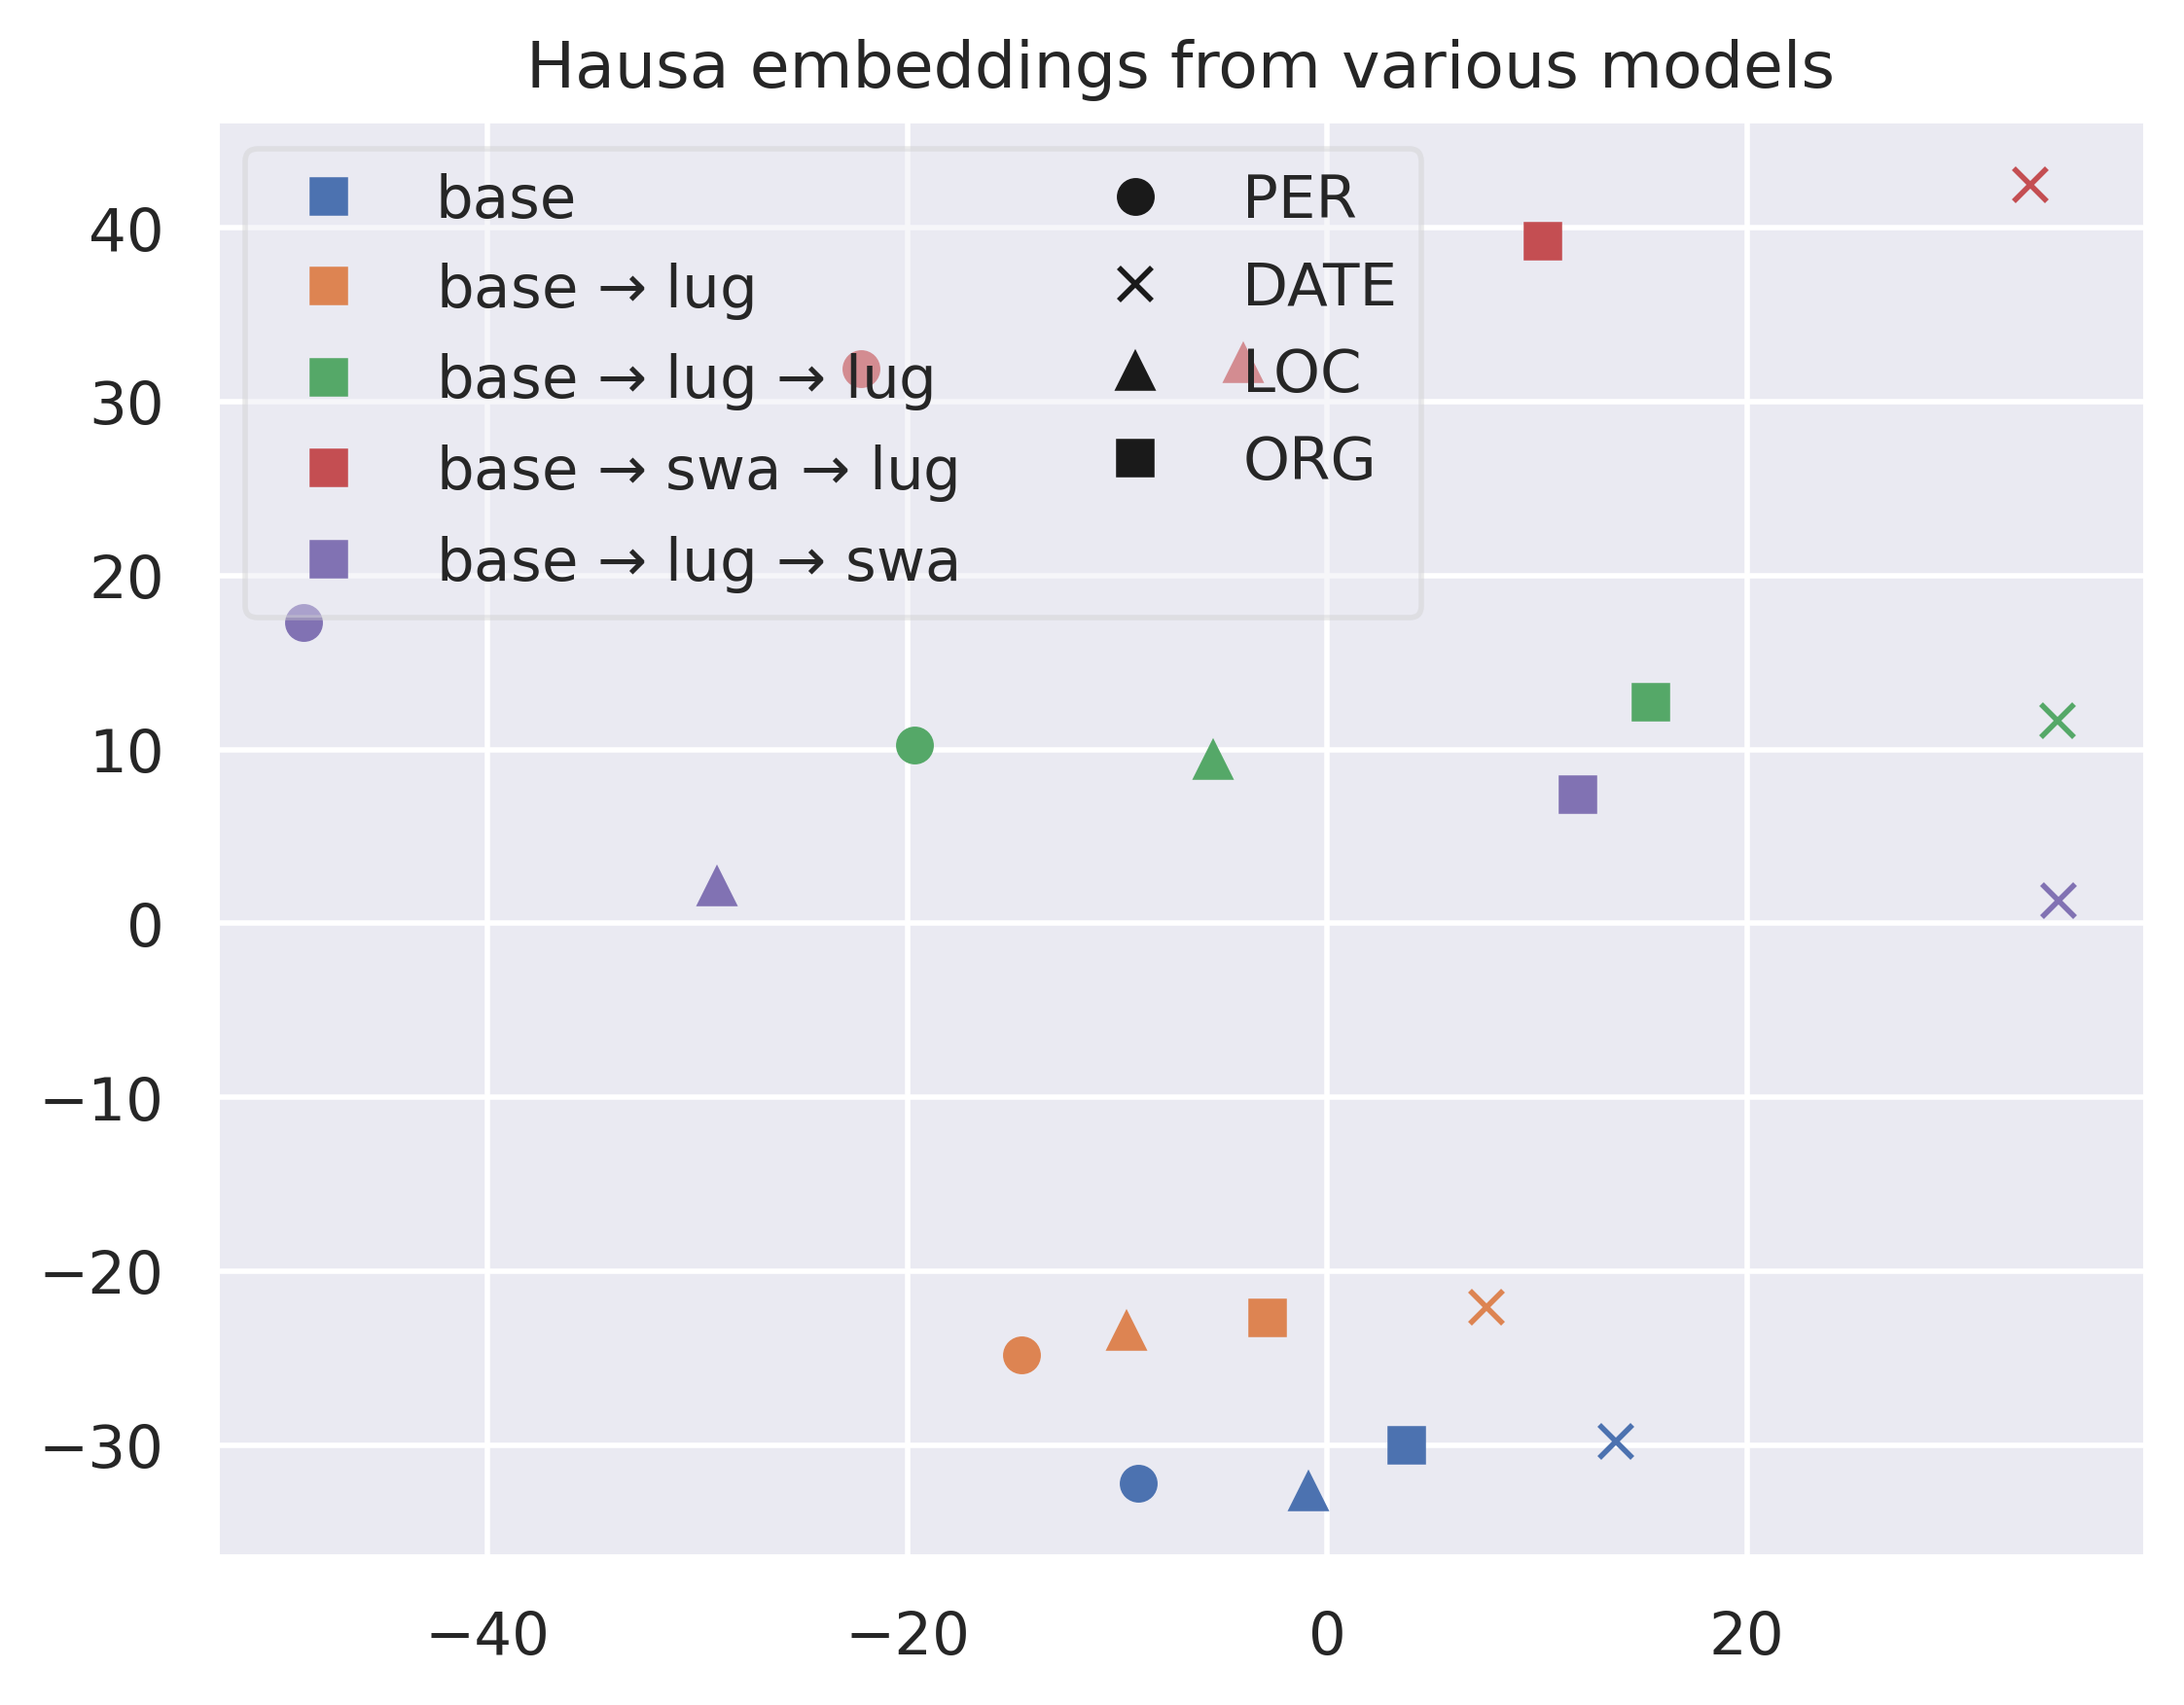 Hausa embeddings from various models
base
base → lug
base → lug → lug
base → swa → lug
base → lug → swa
PER
DATE
LOC
ORG
40
30
20
10
0
−10
−20
−30
−40
−20
0
20